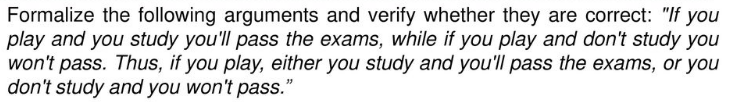 Formalize the following arguments and verify whether they are correct: "If you
play and you study you'll pass the exams, while if you play and don't study you
won't pass. Thus, if you play, either you study and you'll pass the exams, or you
don't study and you won't pass.”